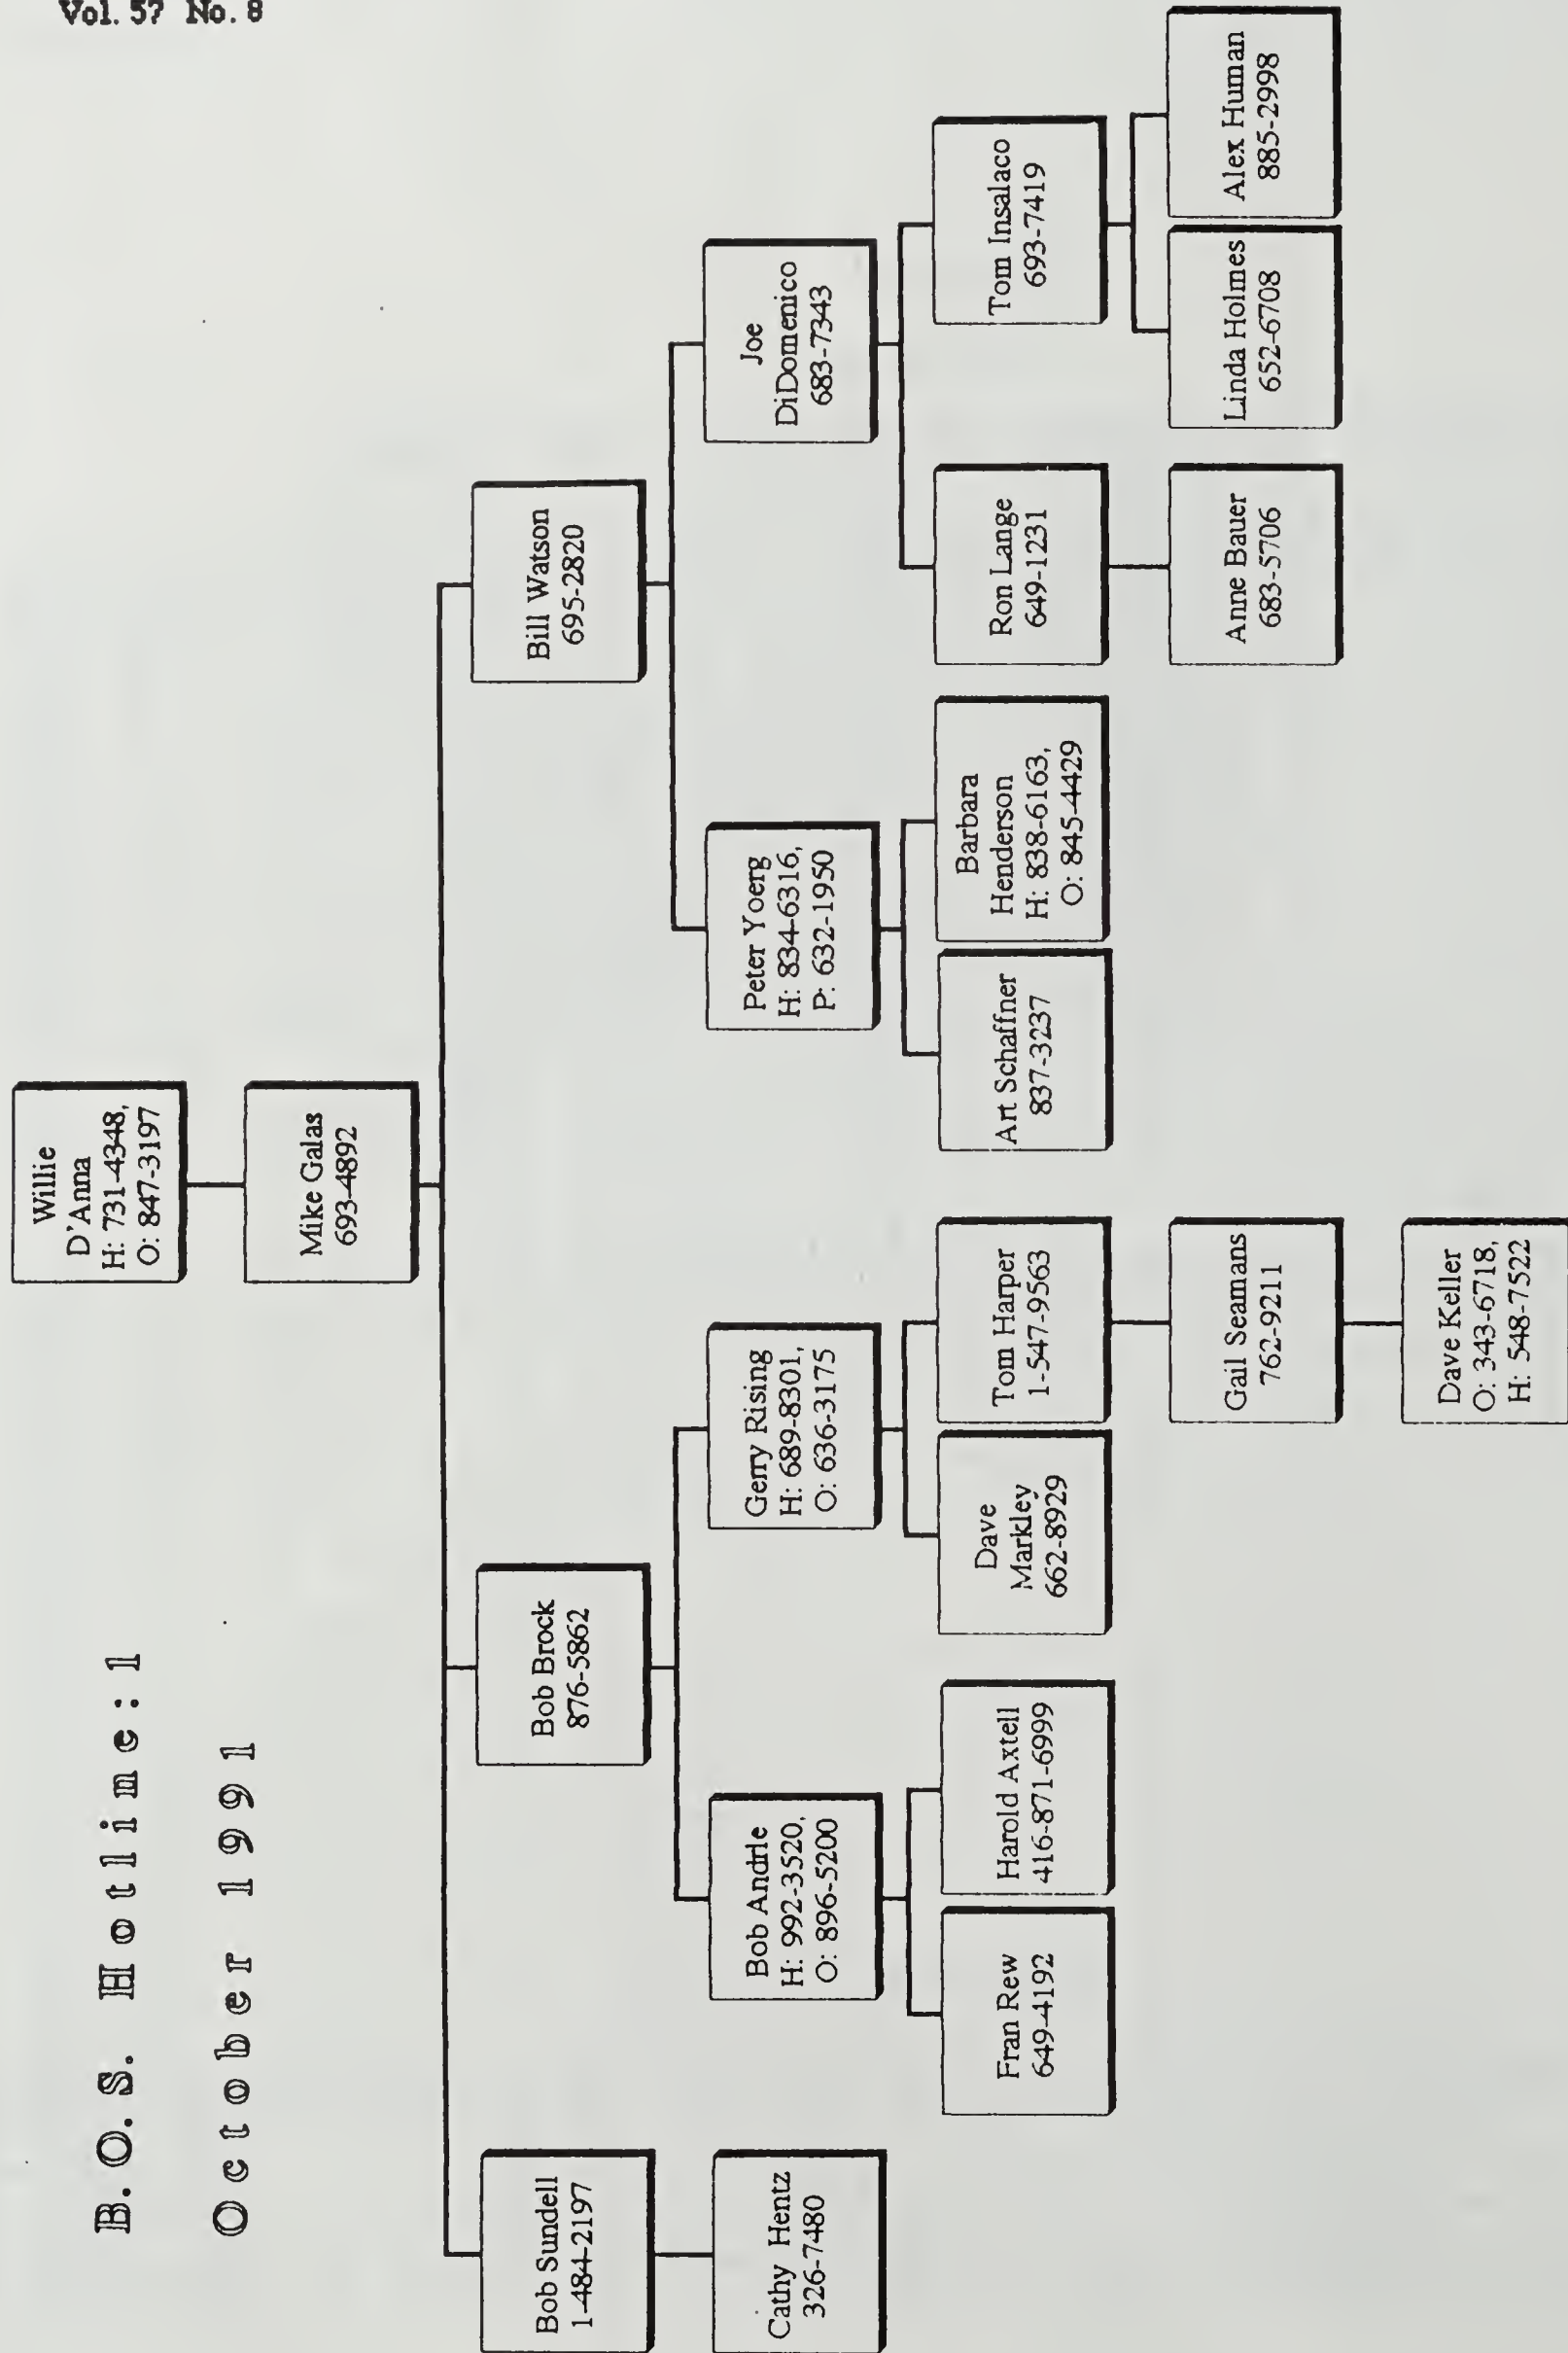 Vol. 57 No. 8
B.O.S. Hotline: 1
October 1991
Willie
D'Anna
H: 731-4348,
O: 847-3197
Mike Galas
693-4892
Bob Sundell
1-484-2197
Bob Brock
876-5862
Bill Watson
695-2820
Cathy Hentz
326-7480
Bob Andrle
H: 992-3520,
O: 896-5200
Gerry Rising
H: 689-8301,
O: 636-3175
Peter Yoerg
H: 834-6316,
P: 632-1950
Joe
DiDomenico
683-7343
Fran Rew
649-4192
Harold Axtell
416-871-6999
Dave
Markley
662-8929
Tom Harper
1-547-9563
Art Schaffner
837-3237
Barbara
Henderson
H: 838-6163,
O: 845-4429
Ron Lange
649-1231
Tom Insalaco
693-7419
Gail Seamans
762-9211
Anne Bauer
683-5706
Linda Holmes
652-6708
Alex Human
885-2998
Dave Keller
O: 343-6718,
H: 548-7522